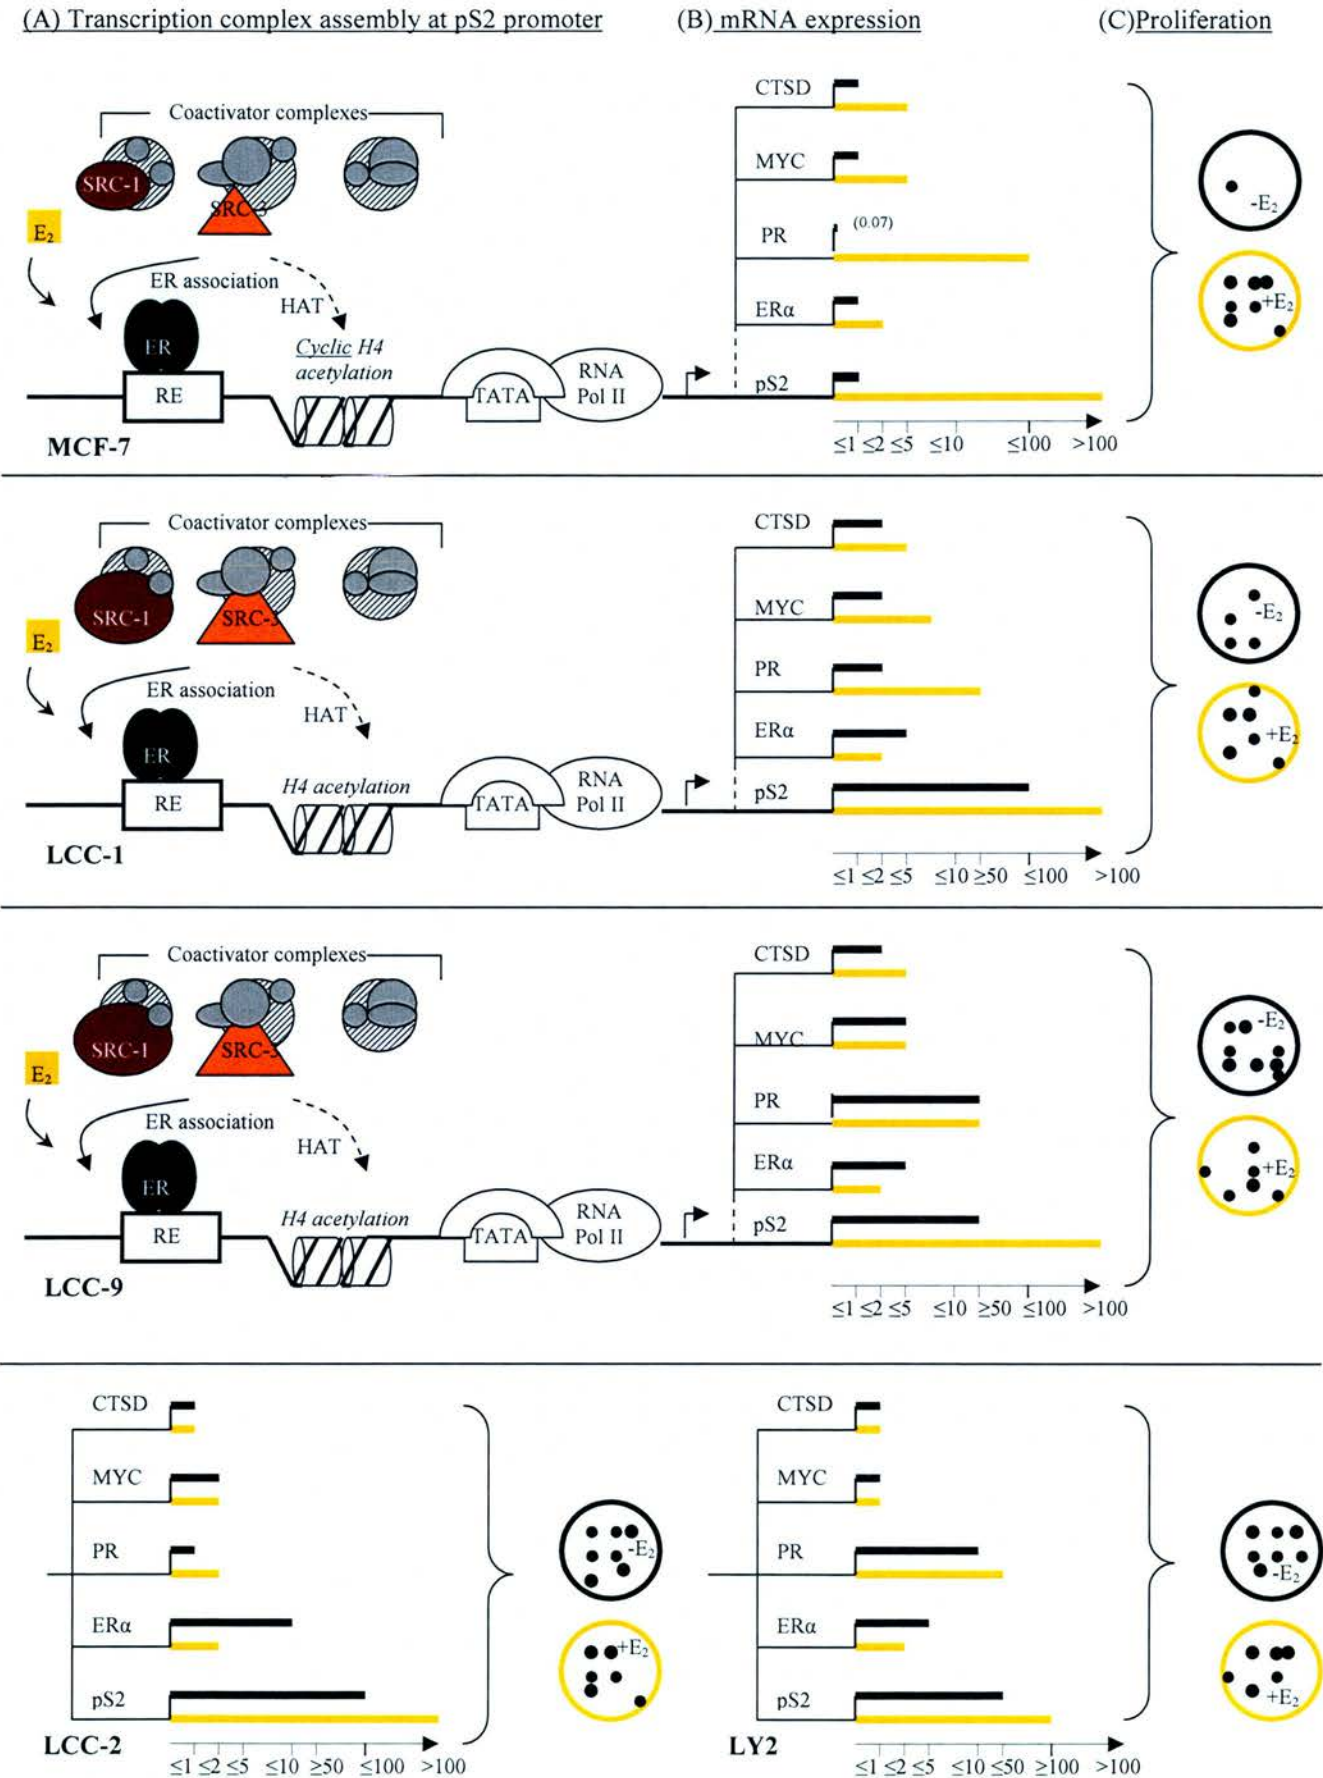 (A) Transcription complex assembly at pS2 promoter
(B) mRNA expression
(C)Proliferation
Coactivator complexes
SRC-1
SRC-3
E₂
ER association
HAT
ER
RE
Cyclic H4
acetylation
TATA
RNA
Pol II
MCF-7
CTSD
MYC
PR
(0.07)
ERα
pS2
≤1 ≤2 ≤5 ≤10 ≤100 >100
-E₂
+E₂
Coactivator complexes
SRC-1
SRC-3
E₂
ER association
HAT
ER
RE
H4 acetylation
TATA
RNA
Pol II
LCC-1
CTSD
MYC
PR
ERα
pS2
≤1 ≤2 ≤5 ≤10 ≥50 ≤100 >100
-E₂
+E₂
Coactivator complexes
SRC-1
SRC-3
E₂
ER association
HAT
ER
RE
H4 acetylation
TATA
RNA
Pol II
LCC-9
CTSD
MYC
PR
ERα
pS2
≤1 ≤2 ≤5 ≤10 ≥50 ≤100 >100
-E₂
+E₂
CTSD
MYC
PR
ERα
pS2
LCC-2
≤1 ≤2 ≤5 ≤10 ≥50 ≤100 >100
-E₂
+E₂
CTSD
MYC
PR
ERα
pS2
LY2
≤1 ≤2 ≤5 ≤10 ≤50 ≥100 >100
-E₂
+E₂